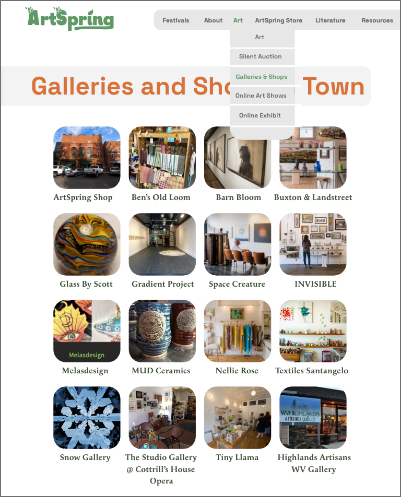 ArtSpring
Festivals About Art ArtSpring Store Literature Resources
Art
Silent Auction
Galleries & Shops
Online Art Shows
Online Exhibit
Galleries and Sho Town
ArtSpring Shop Ben's Old Loom Barn Bloom Buxton & Landstreet
Glass By Scott Gradient Project Space Creature INVISIBLE
Melasdesign
Melasdesign MUD Ceramics Nellie Rose Textiles Santangelo
Snow Gallery The Studio Gallery Tiny Llama Highlands Artisans
@ Cottrill's House WV Gallery
Opera